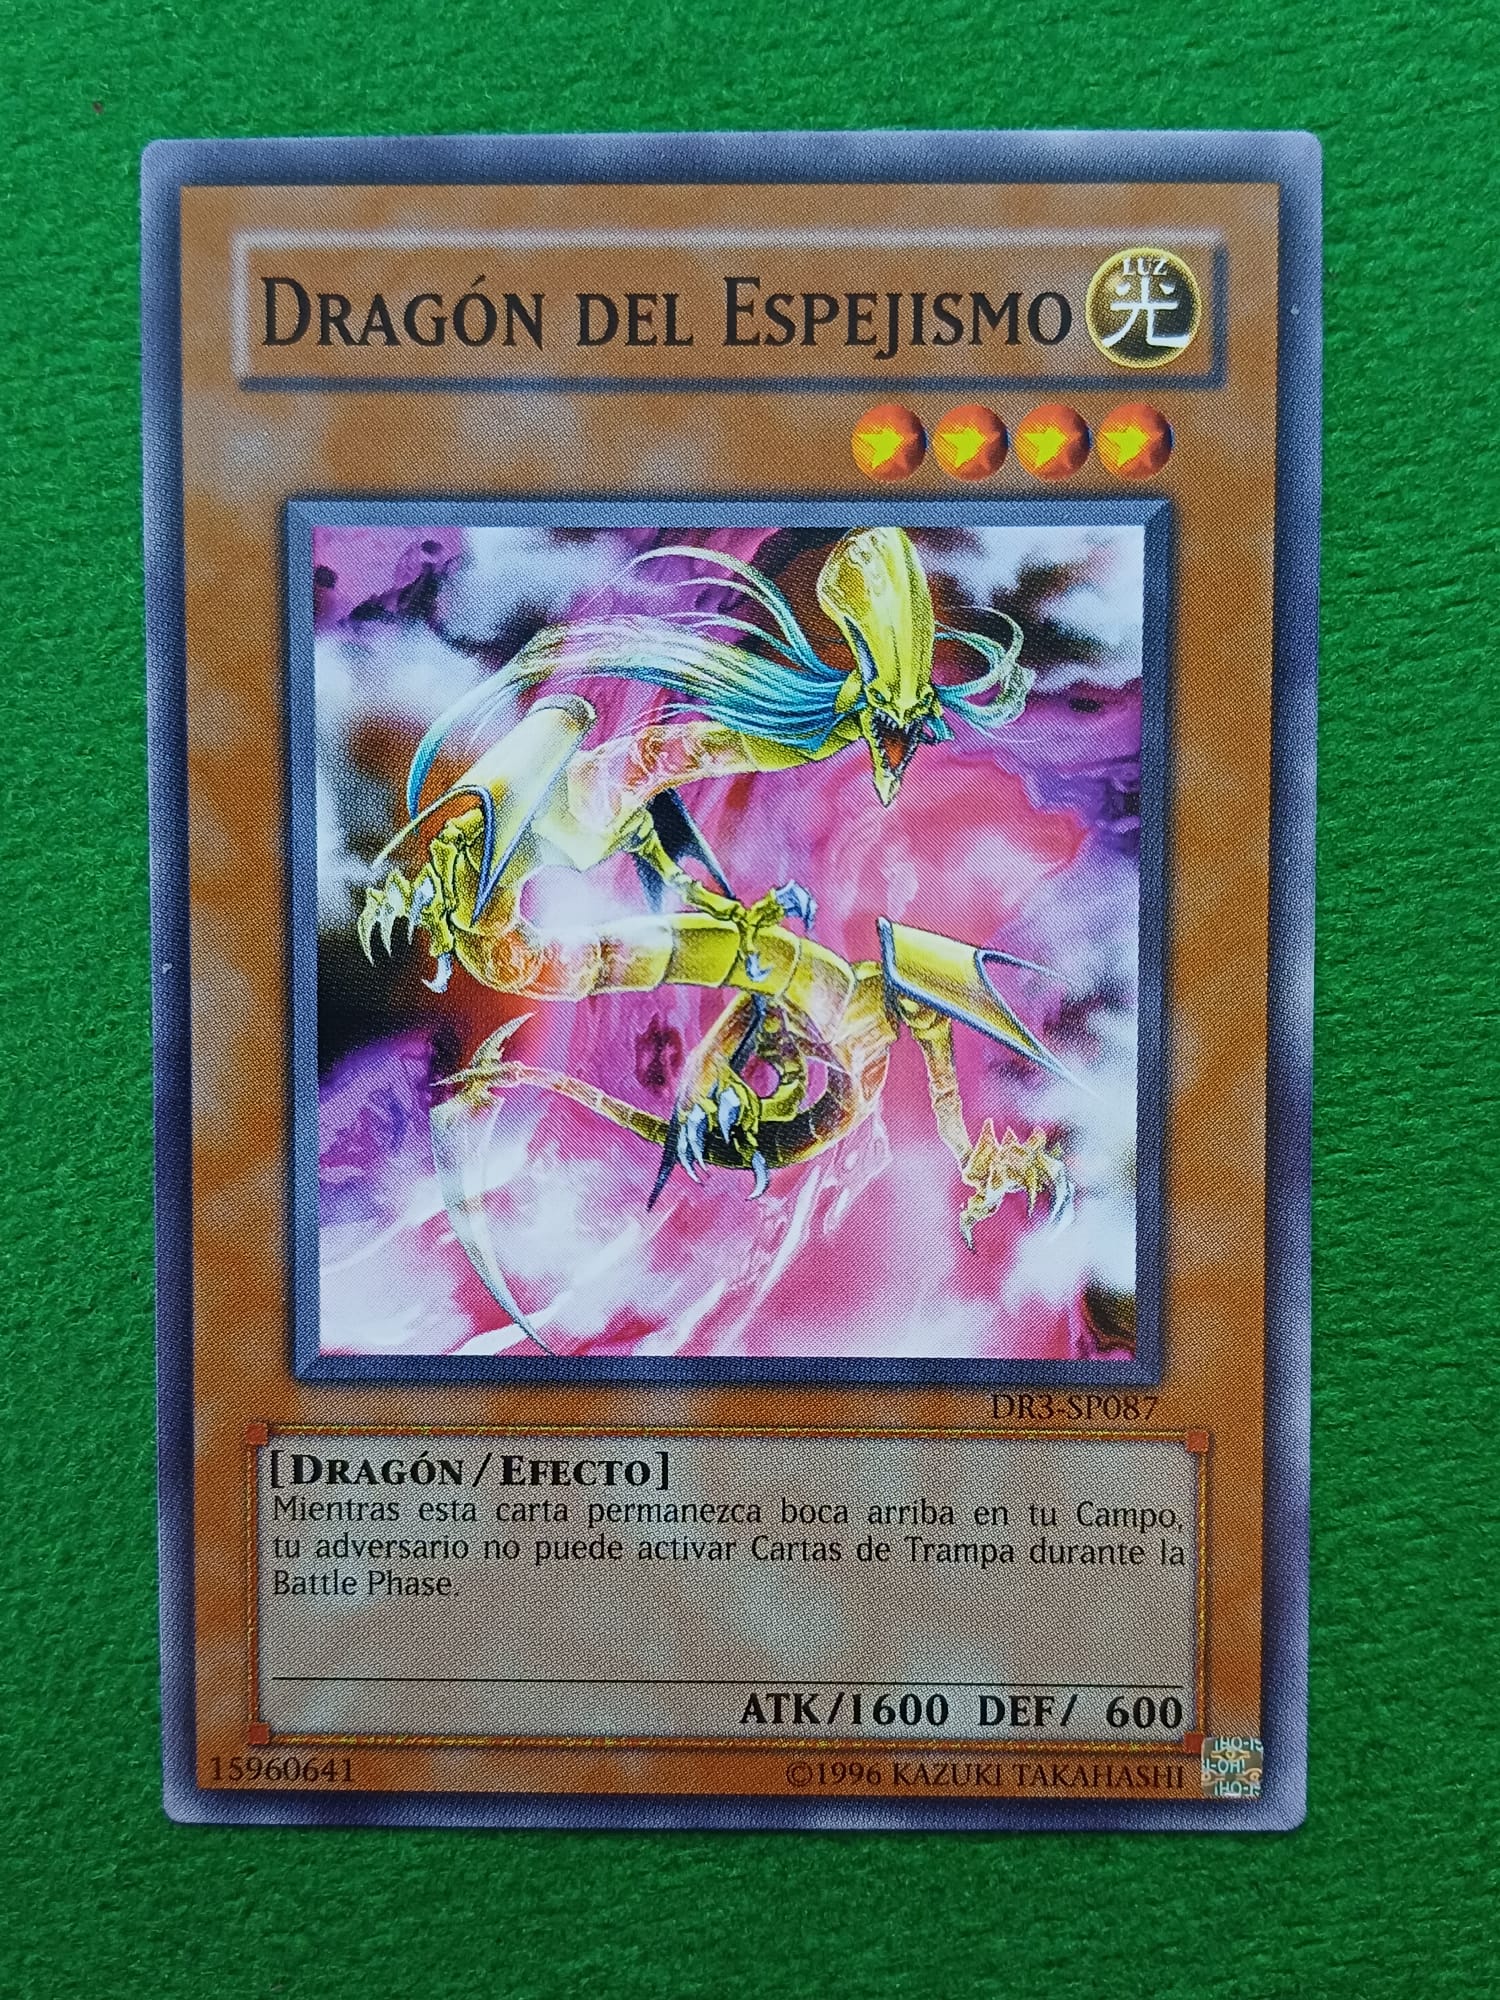 DRAGÓN DEL ESPEJISMO
LUZ
光
DR3-SP087
[DRAGÓN/EFECTO]
Mientras esta carta permanezca boca arriba en tu Campo,
tu adversario no puede activar Cartas de Trampa durante la
Battle Phase.
ATK/1600 DEF/ 600
15960641
©1996 KAZUKI TAKAHASHI